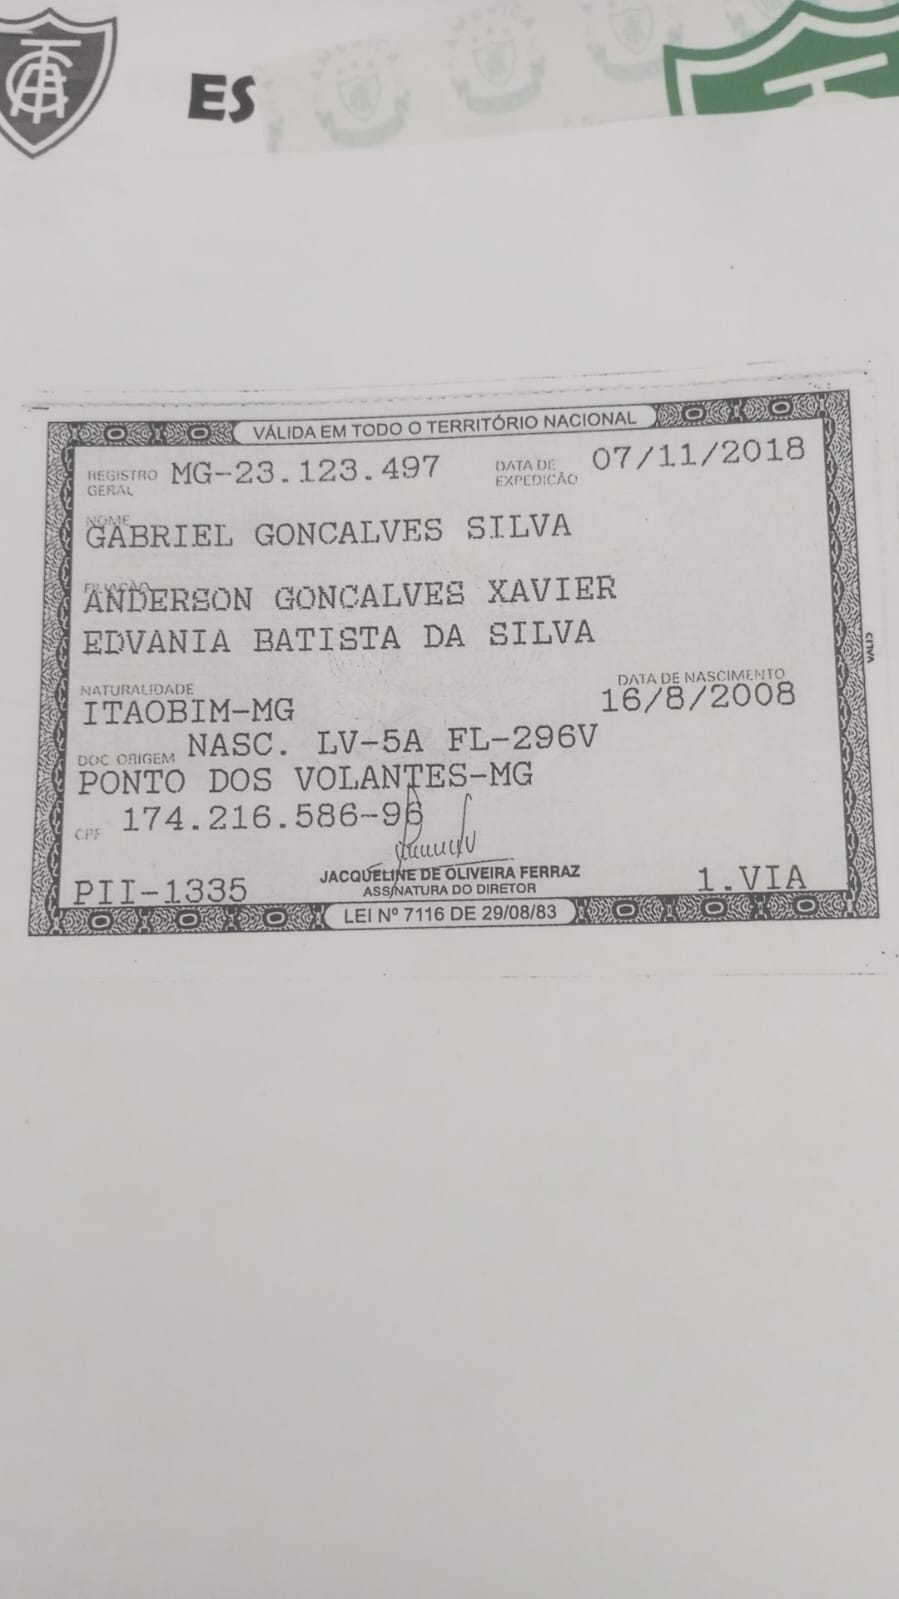 ES
VÁLIDA EM TODO O TERRITÓRIO NACIONAL
REGISTRO GERAL MG-23.123.497 DATA DE EXPEDIÇÃO 07/11/2018
NOME
GABRIEL GONCALVES SILVA
FILIAÇÃO
ANDERSON GONCALVES XAVIER
EDVANIA BATISTA DA SILVA
NATURALIDADE DATA DE NASCIMENTO
ITAOBIM-MG 16/8/2008
DOC ORIGEM NASC. LV-5A FL-296V
PONTO DOS VOLANTES-MG
CPF 174.216.586-96
JACQUELINE DE OLIVEIRA FERRAZ
PII-1335 ASSINATURA DO DIRETOR 1.VIA
LEI Nº 7116 DE 29/08/83